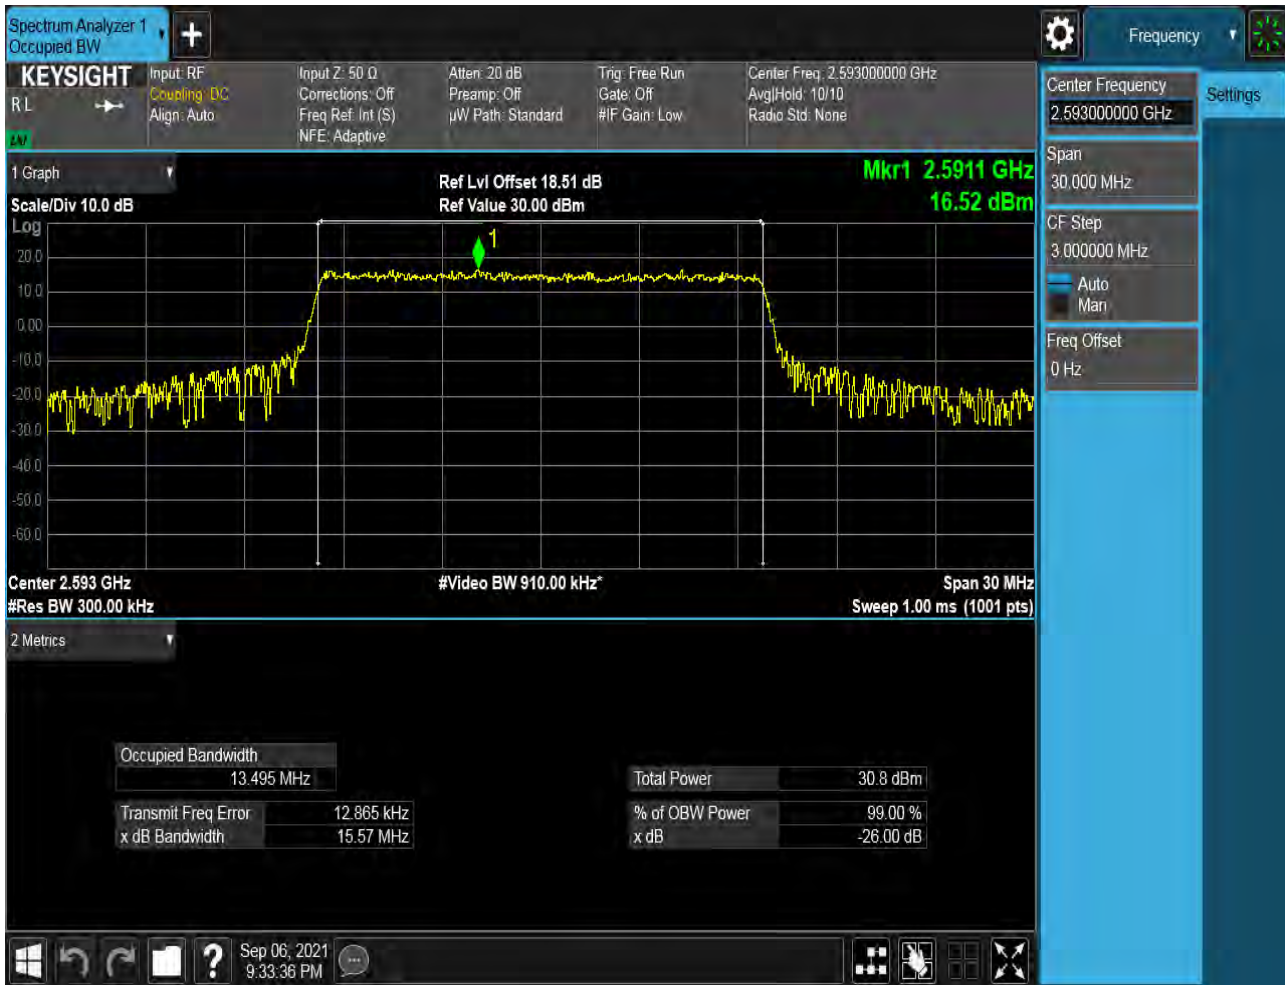 Spectrum Analyzer 1
Occupied BW
Frequency
KEYSIGHT
R L
Input: RF
Coupling: DC
Align: Auto
Input Z: 50 Ω
Corrections: Off
Freq Ref: Int (S)
NFE: Adaptive
Atten: 20 dB
Preamp: Off
µW Path: Standard
Trig: Free Run
Gate: Off
#IF Gain: Low
Center Freq: 2.593000000 GHz
Avg|Hold: 10/10
Radio Std: None
Center Frequency
2.593000000 GHz
Settings
Span
30.000 MHz
CF Step
3.000000 MHz
Auto
Man
Freq Offset
0 Hz
1 Graph
Scale/Div 10.0 dB
Ref Lvl Offset 18.51 dB
Ref Value 30.00 dBm
Mkr1 2.5911 GHz
16.52 dBm
Log
20.0
10.0
0.00
-10.0
-20.0
-30.0
-40.0
-50.0
-60.0
1
Center 2.593 GHz
#Video BW 910.00 kHz*
Span 30 MHz
#Res BW 300.00 kHz
Sweep 1.00 ms (1001 pts)
2 Metrics
Occupied Bandwidth
13.495 MHz
Total Power 30.8 dBm
Transmit Freq Error 12.865 kHz
% of OBW Power 99.00 %
x dB Bandwidth 15.57 MHz
x dB -26.00 dB
Sep 06, 2021
9:33:36 PM